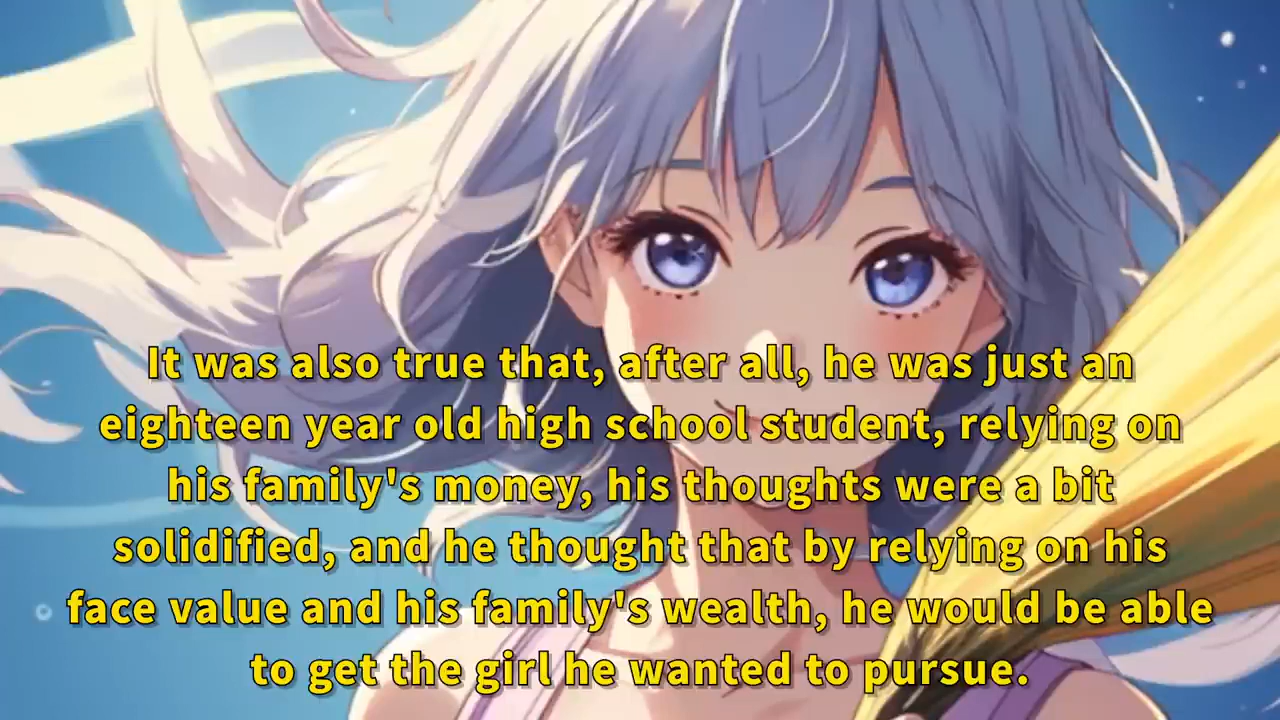 It was also true that, after all, he was just an
eighteen year old high school student, relying on
his family's money, his thoughts were a bit
solidified, and he thought that by relying on his
face value and his family's wealth, he would be able
to get the girl he wanted to pursue.